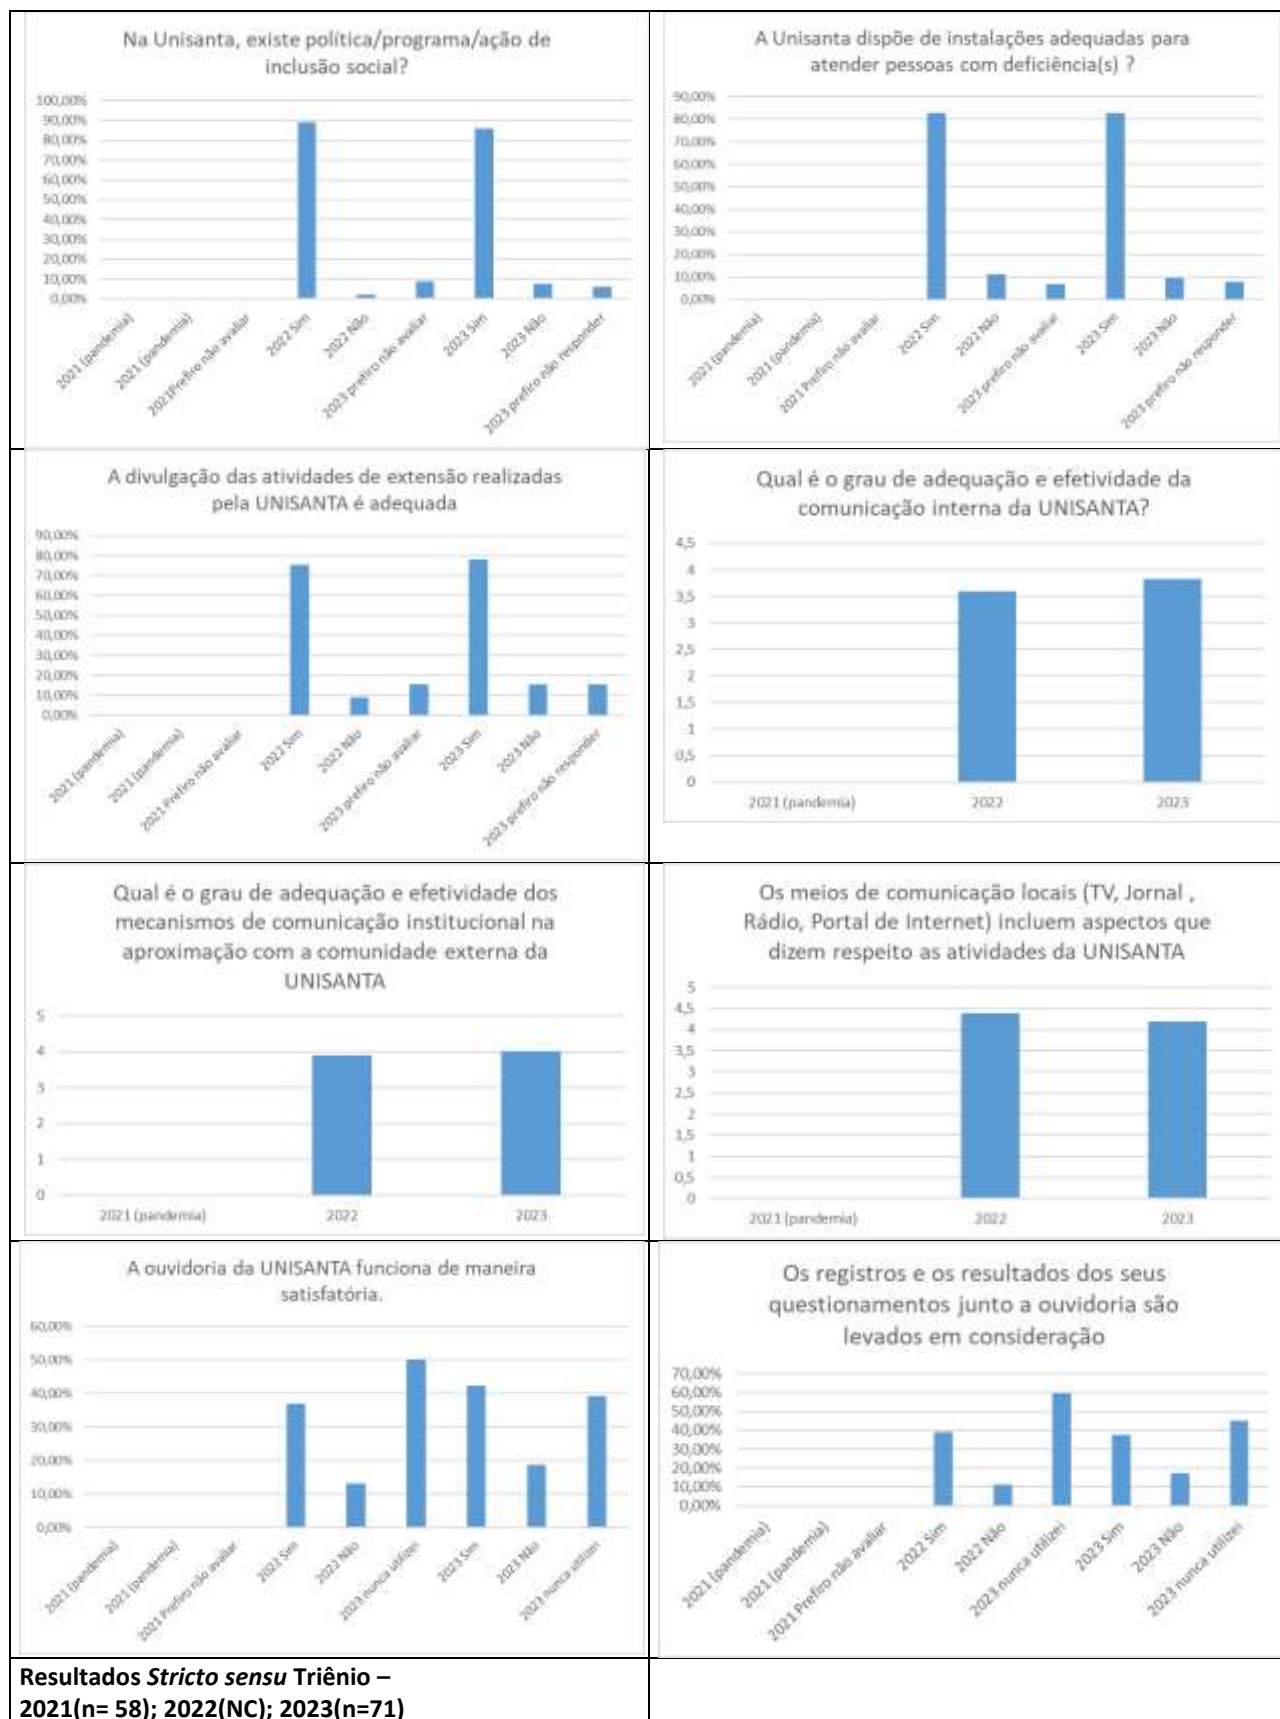 Na Unisanta, existe política/programa/ação de
inclusão social?
100,00%
90,00%
80,00%
70,00%
60,00%
50,00%
40,00%
30,00%
20,00%
10,00%
0,00%
2021 (pandemia)
2021 (pandemia)
2021Prefiro não avaliar
2022 Sim
2022 Não
2023 prefiro não avaliar
2023 Sim
2023 Não
2023 prefiro não responder
A Unisanta dispõe de instalações adequadas para
atender pessoas com deficiência(s) ?
90,00%
80,00%
70,00%
60,00%
50,00%
40,00%
30,00%
20,00%
10,00%
0,00%
2021 (pandemia)
2021 (pandemia)
2021 Prefiro não avaliar
2022 Sim
2022 Não
2023 prefiro não avaliar
2023 Sim
2023 Não
2023 prefiro não responder
A divulgação das atividades de extensão realizadas
pela UNISANTA é adequada
90,00%
80,00%
70,00%
60,00%
50,00%
40,00%
30,00%
20,00%
10,00%
0,00%
2021 (pandemia)
2021 (pandemia)
2021 Prefiro não avaliar
2022 Sim
2022 Não
2023 prefiro não avaliar
2023 Sim
2023 Não
2023 prefiro não responder
Qual é o grau de adequação e efetividade da
comunicação interna da UNISANTA?
4,5
4
3,5
3
2,5
2
1,5
1
0,5
0
2021 (pandemia)
2022
2023
Qual é o grau de adequação e efetividade dos
mecanismos de comunicação institucional na
aproximação com a comunidade externa da
UNISANTA
5
4
3
2
1
0
2021 (pandemia)
2022
2023
Os meios de comunicação locais (TV, Jornal ,
Rádio, Portal de Internet) incluem aspectos que
dizem respeito as atividades da UNISANTA
5
4,5
4
3,5
3
2,5
2
1,5
1
0,5
0
2021 (pandemia)
2022
2023
A ouvidoria da UNISANTA funciona de maneira
satisfatória.
60,00%
50,00%
40,00%
30,00%
20,00%
10,00%
0,00%
2021 (pandemia)
2021 (pandemia)
2021 Prefiro não avaliar
2022 Sim
2022 Não
2023 nunca utilizei
2023 Sim
2023 Não
2023 nunca utilizei
Os registros e os resultados dos seus
questionamentos junto a ouvidoria são
levados em consideração
70,00%
60,00%
50,00%
40,00%
30,00%
20,00%
10,00%
0,00%
2021 (pandemia)
2021 (pandemia)
2021 Prefiro não avaliar
2022 Sim
2022 Não
2023 nunca utilizei
2023 Sim
2023 Não
2023 nunca utilizei
Resultados Stricto sensu Triênio –
2021(n= 58); 2022(NC); 2023(n=71)